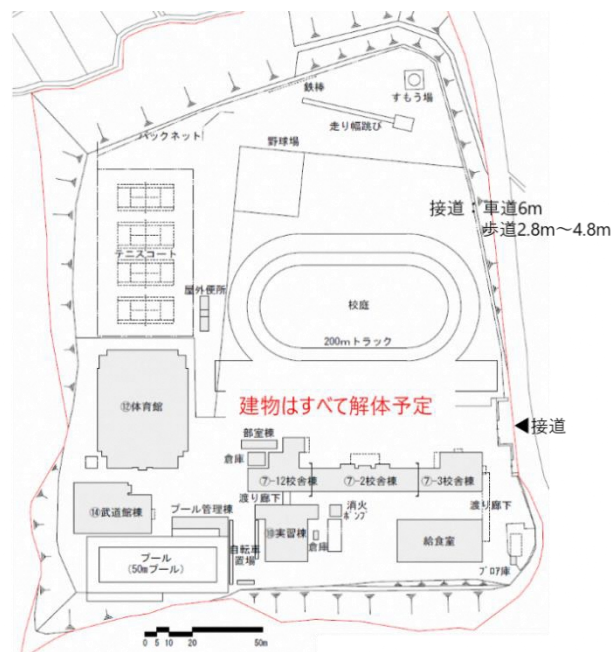 鉄棒
すもう場
走り幅跳び
バックネット
野球場
接道：車道6m
歩道2.8m～4.8m
テニスコート
屋外便所
校庭
200mトラック
⑫体育館
建物はすべて解体予定
◀接道
部室棟
倉庫
⑦-12校舎棟
⑦-2校舎棟
⑦-3校舎棟
渡り廊下
消火
ポンプ
渡り廊下
⑭武道館棟
プール管理棟
⑩実習棟
倉庫
給食室
自転車
置場
プール
(50mプール)
ブロア庫
0 5 10 20 50m